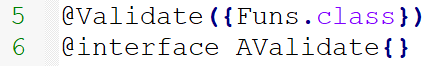 5 @Validate({Funs.class})
6 @interface AValidate{}